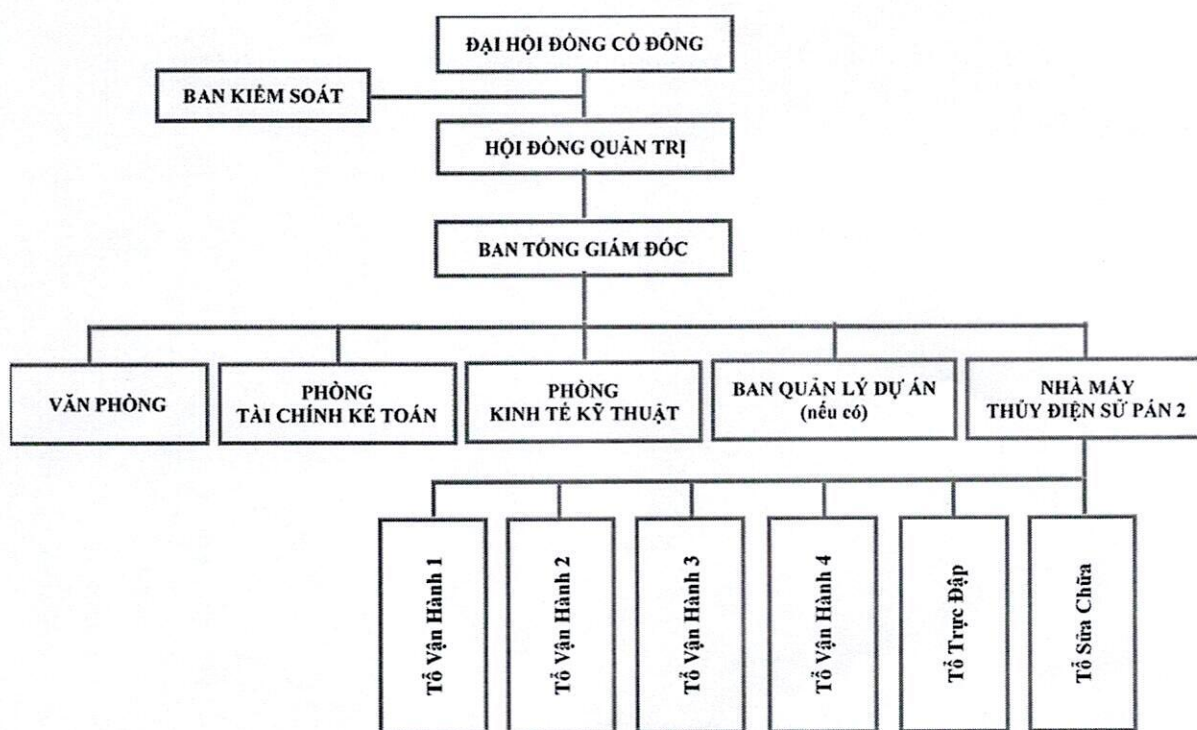 ĐẠI HỘI ĐỒNG CỔ ĐÔNG
BAN KIỂM SOÁT
HỘI ĐỒNG QUẢN TRỊ
BAN TỔNG GIÁM ĐÓC
VĂN PHÒNG
PHÒNG
TÀI CHÍNH KẾ TOÁN
PHÒNG
KINH TẾ KỸ THUẬT
BAN QUẢN LÝ DỰ ÁN
(nếu có)
NHÀ MÁY
THỦY ĐIỆN SỬ PÁN 2
Tổ Vận Hành 1
Tổ Vận Hành 2
Tổ Vận Hành 3
Tổ Vận Hành 4
Tổ Trực Đập
Tổ Sửa Chữa